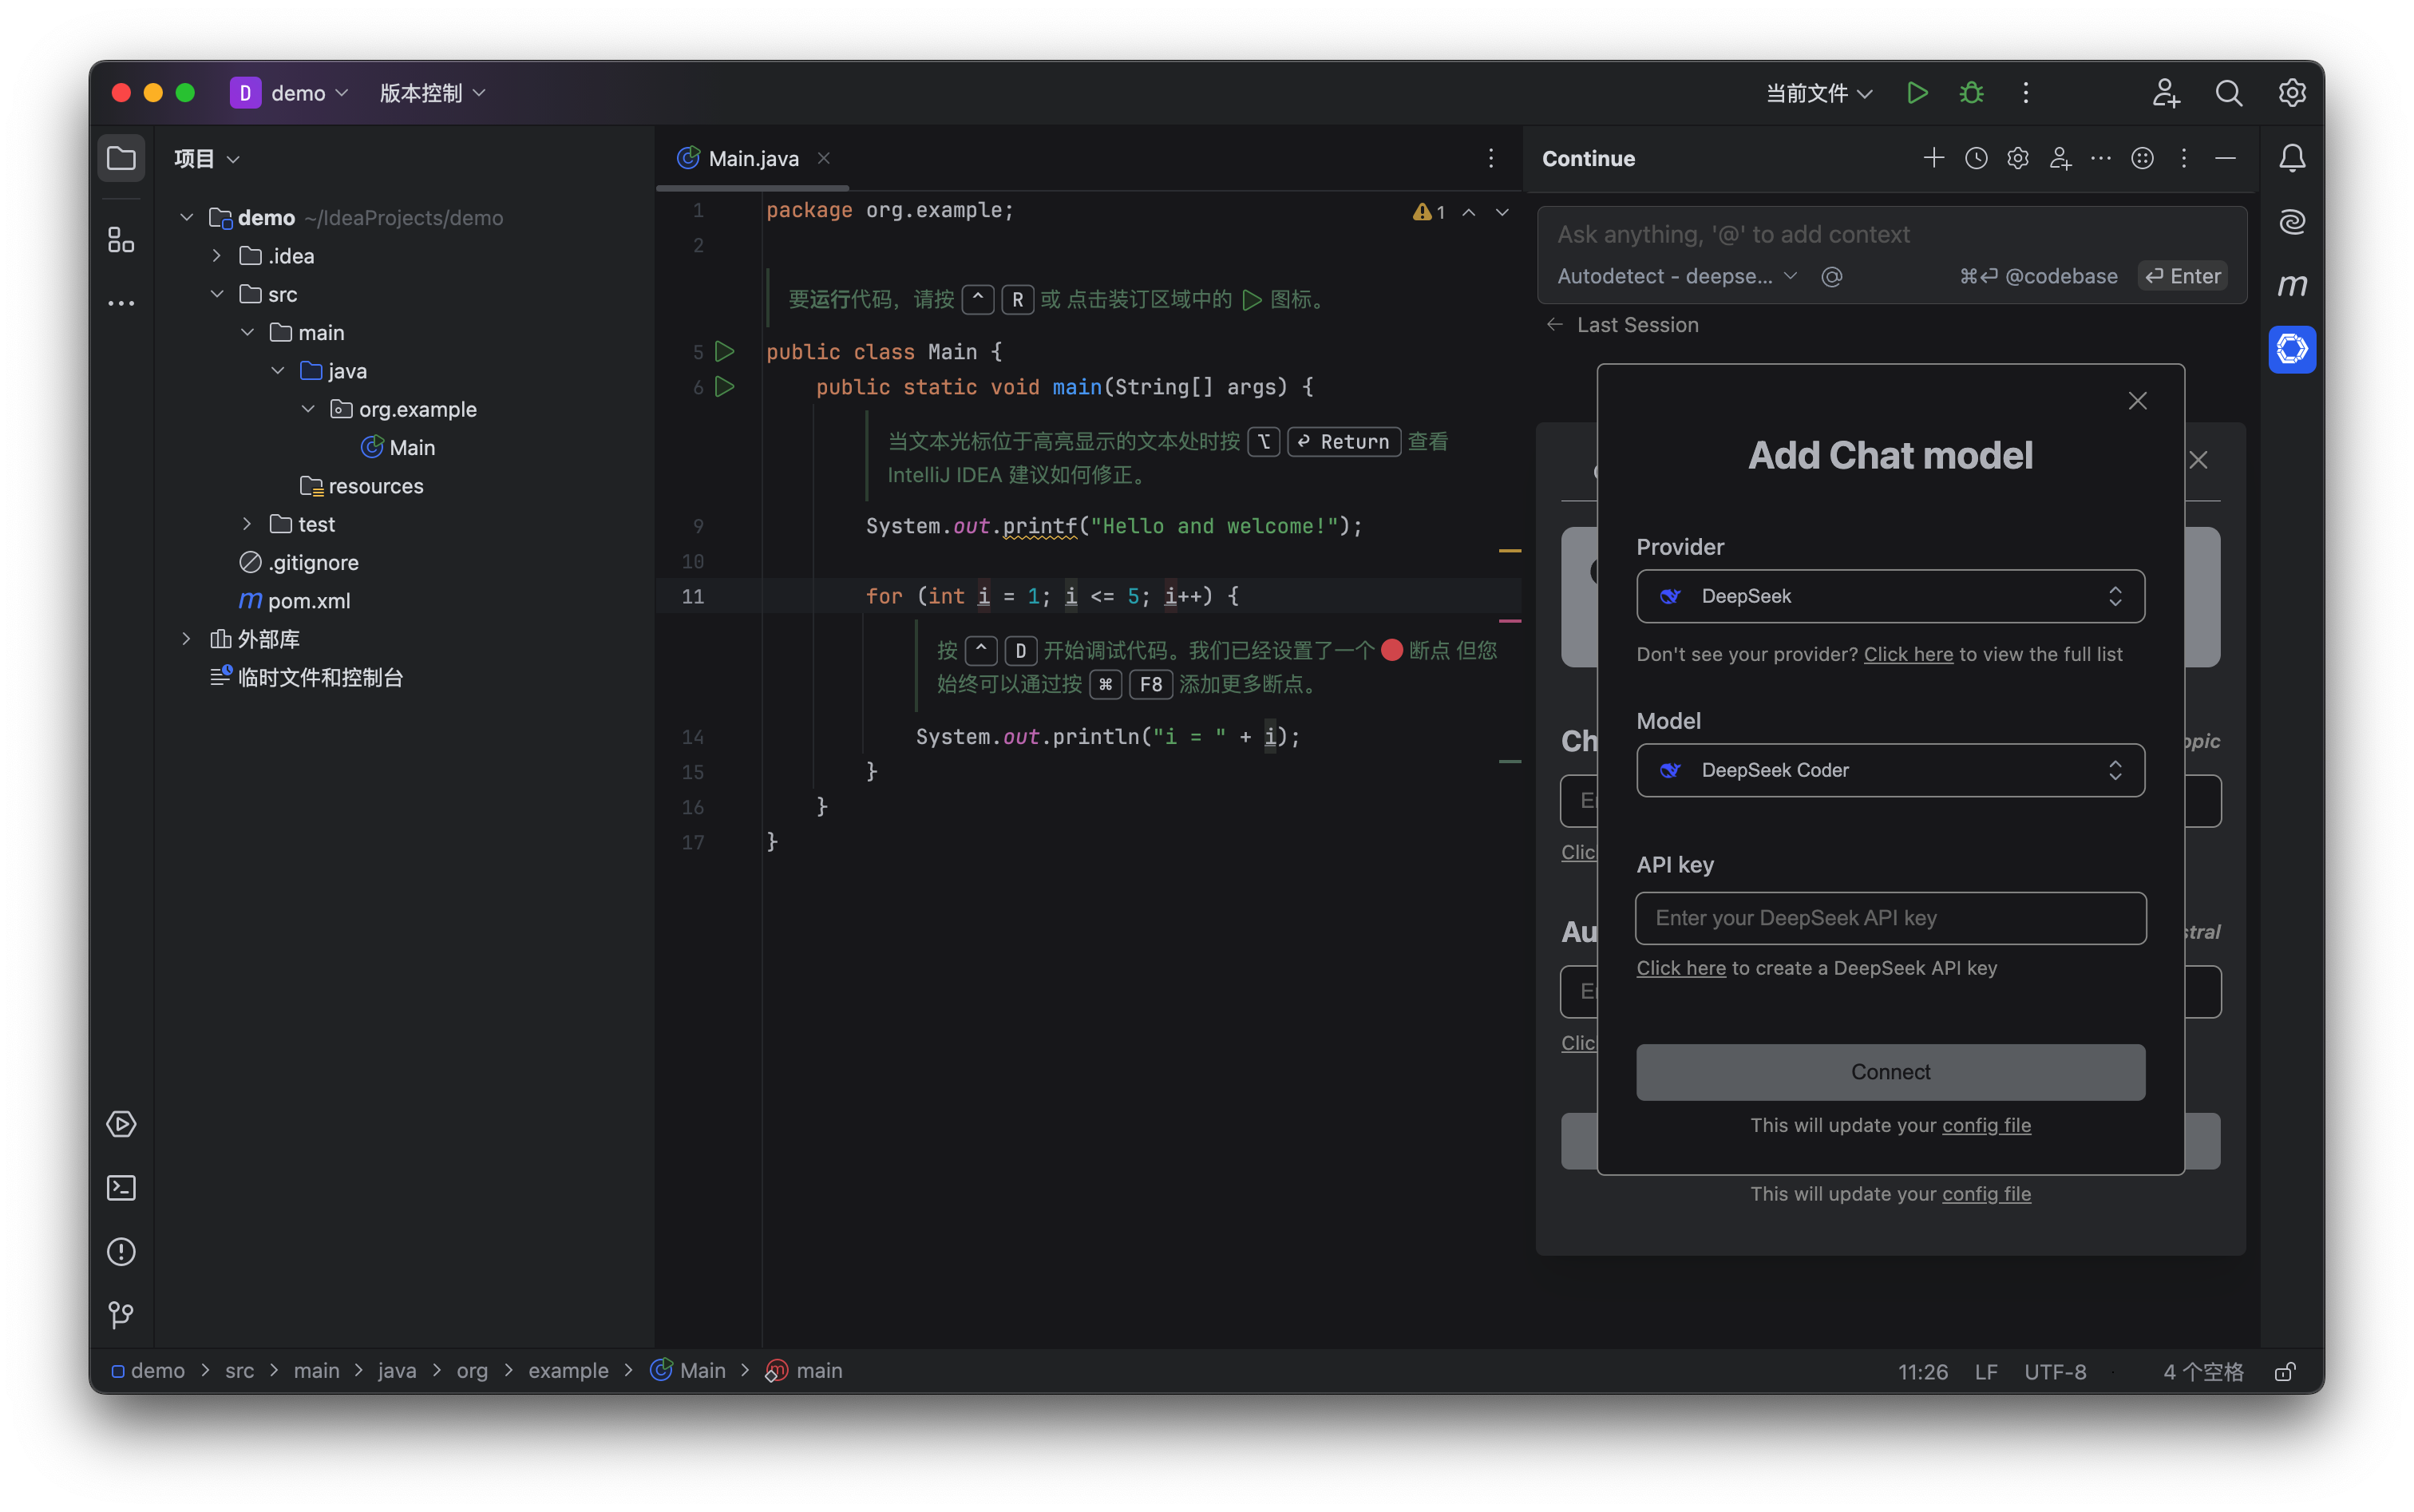 D demo 版本控制
当前文件
项目
demo ~/IdeaProjects/demo
.idea
src
main
java
org.example
Main
resources
test
.gitignore
m pom.xml
外部库
临时文件和控制台
Main.java
1 package org.example;
1
2
要运行代码，请按 ^ R 或 点击装订区域中的 图标。
5 public class Main {
6 public static void main(String[] args) {
当文本光标位于高亮显示的文本处时按 ⌥ ⏎ Return 查看
IntelliJ IDEA 建议如何修正。
9 System.out.printf("Hello and welcome!");
10
11 for (int i = 1; i <= 5; i++) {
按 ^ D 开始调试代码。我们已经设置了一个 断点 但您
始终可以通过按 ⌘ F8 添加更多断点。
14 System.out.println("i = " + i);
15 }
16 }
17 }
Continue
Ask anything, '@' to add context
Autodetect - deepse... @ ⌘⏎ @codebase ⏎ Enter
Last Session
Add Chat model
Provider
DeepSeek
Don't see your provider? Click here to view the full list
Model
DeepSeek Coder
API key
Enter your DeepSeek API key
Click here to create a DeepSeek API key
Connect
This will update your config file
This will update your config file
m
demo > src > main > java > org > example > Main > main
11:26 LF UTF-8 4 个空格